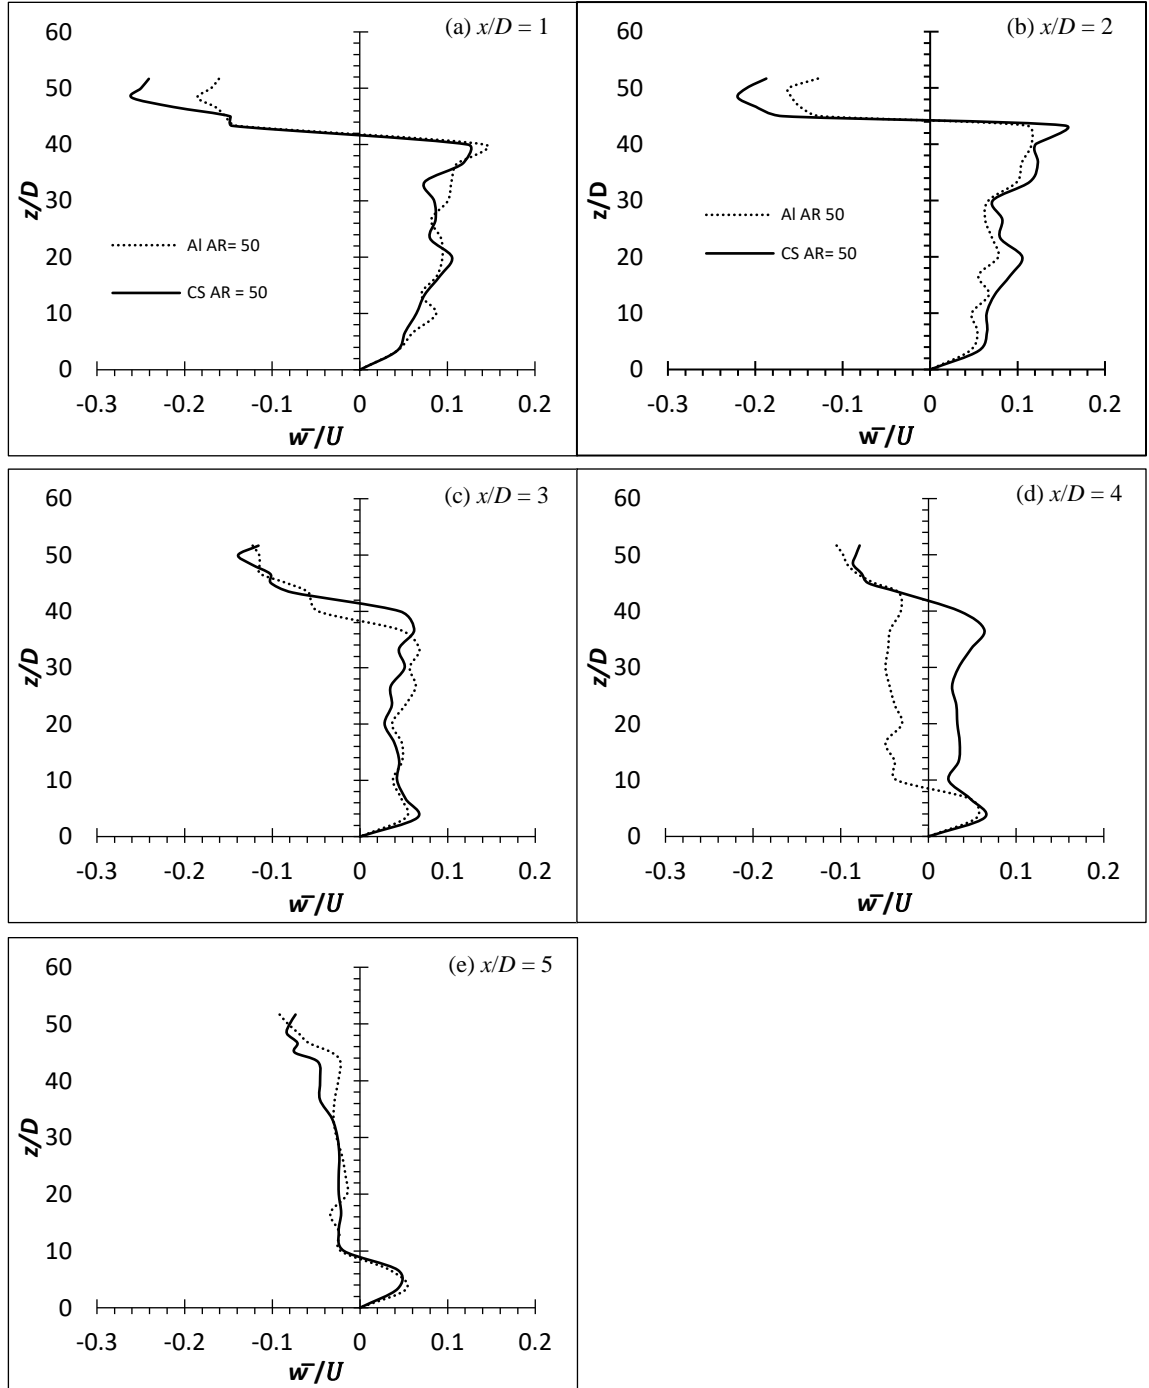 (a) x/D = 1
60
50
40
30
20
10
0
z/D
Al AR= 50
CS AR = 50
-0.3 -0.2 -0.1 0 0.1 0.2
w̄/U
(b) x/D = 2
60
50
40
30
20
10
0
z/D
Al AR 50
CS AR= 50
-0.3 -0.2 -0.1 0 0.1 0.2
w̄/U
(c) x/D = 3
60
50
40
30
20
10
0
z/D
-0.3 -0.2 -0.1 0 0.1 0.2
w̄/U
(d) x/D = 4
60
50
40
30
20
10
0
z/D
-0.3 -0.2 -0.1 0 0.1 0.2
w̄/U
(e) x/D = 5
60
50
40
30
20
10
0
z/D
-0.3 -0.2 -0.1 0 0.1 0.2
w̄/U